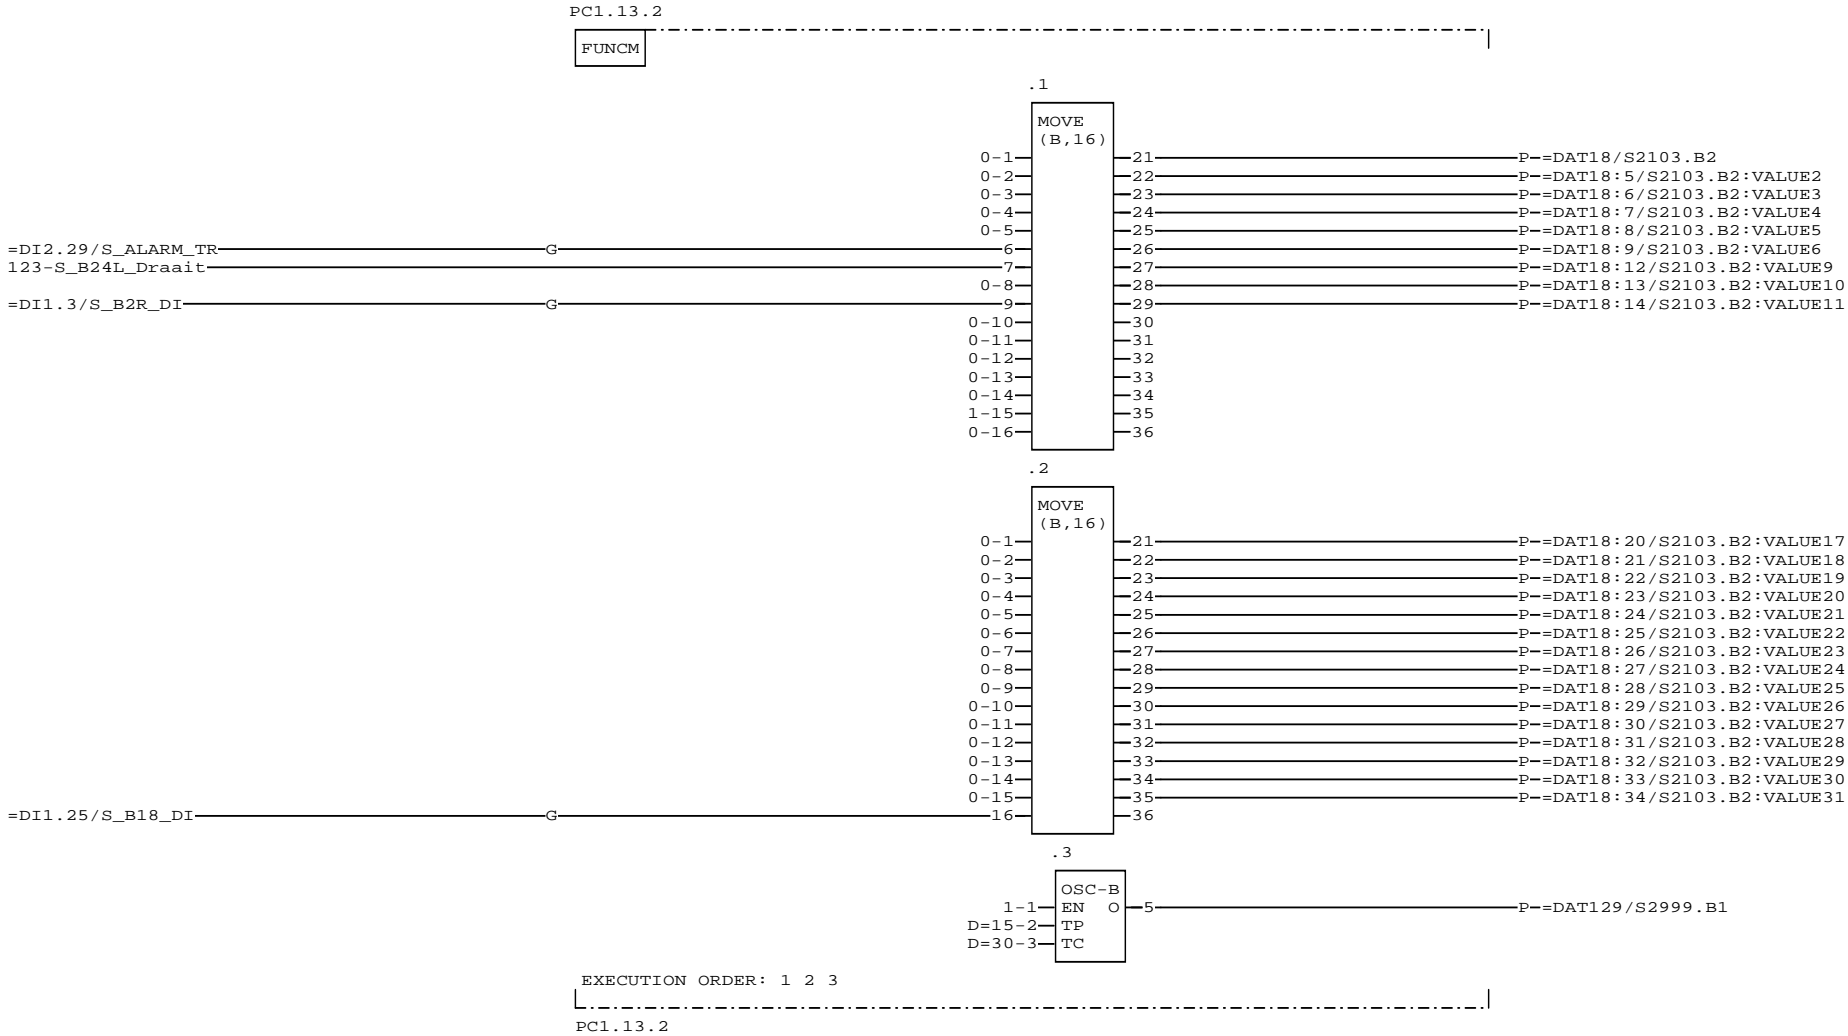 PC1.13.2
FUNCM
.1
MOVE
(B,16)
0-1 21 P-=DAT18/S2103.B2
0-2 22 P-=DAT18:5/S2103.B2:VALUE2
0-3 23 P-=DAT18:6/S2103.B2:VALUE3
0-4 24 P-=DAT18:7/S2103.B2:VALUE4
0-5 25 P-=DAT18:8/S2103.B2:VALUE5
=DI2.29/S_ALARM_TR G 6 26 P-=DAT18:9/S2103.B2:VALUE6
123-S_B24L_Draait 7 27 P-=DAT18:12/S2103.B2:VALUE9
0-8 28 P-=DAT18:13/S2103.B2:VALUE10
=DI1.3/S_B2R_DI G 9 29 P-=DAT18:14/S2103.B2:VALUE11
0-10 30
0-11 31
0-12 32
0-13 33
0-14 34
1-15 35
0-16 36
.2
MOVE
(B,16)
0-1 21 P-=DAT18:20/S2103.B2:VALUE17
0-2 22 P-=DAT18:21/S2103.B2:VALUE18
0-3 23 P-=DAT18:22/S2103.B2:VALUE19
0-4 24 P-=DAT18:23/S2103.B2:VALUE20
0-5 25 P-=DAT18:24/S2103.B2:VALUE21
0-6 26 P-=DAT18:25/S2103.B2:VALUE22
0-7 27 P-=DAT18:26/S2103.B2:VALUE23
0-8 28 P-=DAT18:27/S2103.B2:VALUE24
0-9 29 P-=DAT18:28/S2103.B2:VALUE25
0-10 30 P-=DAT18:29/S2103.B2:VALUE26
0-11 31 P-=DAT18:30/S2103.B2:VALUE27
0-12 32 P-=DAT18:31/S2103.B2:VALUE28
0-13 33 P-=DAT18:32/S2103.B2:VALUE29
0-14 34 P-=DAT18:33/S2103.B2:VALUE30
0-15 35 P-=DAT18:34/S2103.B2:VALUE31
=DI1.25/S_B18_DI G 16 36
.3
OSC-B
1-1 EN O 5 P-=DAT129/S2999.B1
D=15-2 TP
D=30-3 TC
EXECUTION ORDER: 1 2 3
PC1.13.2